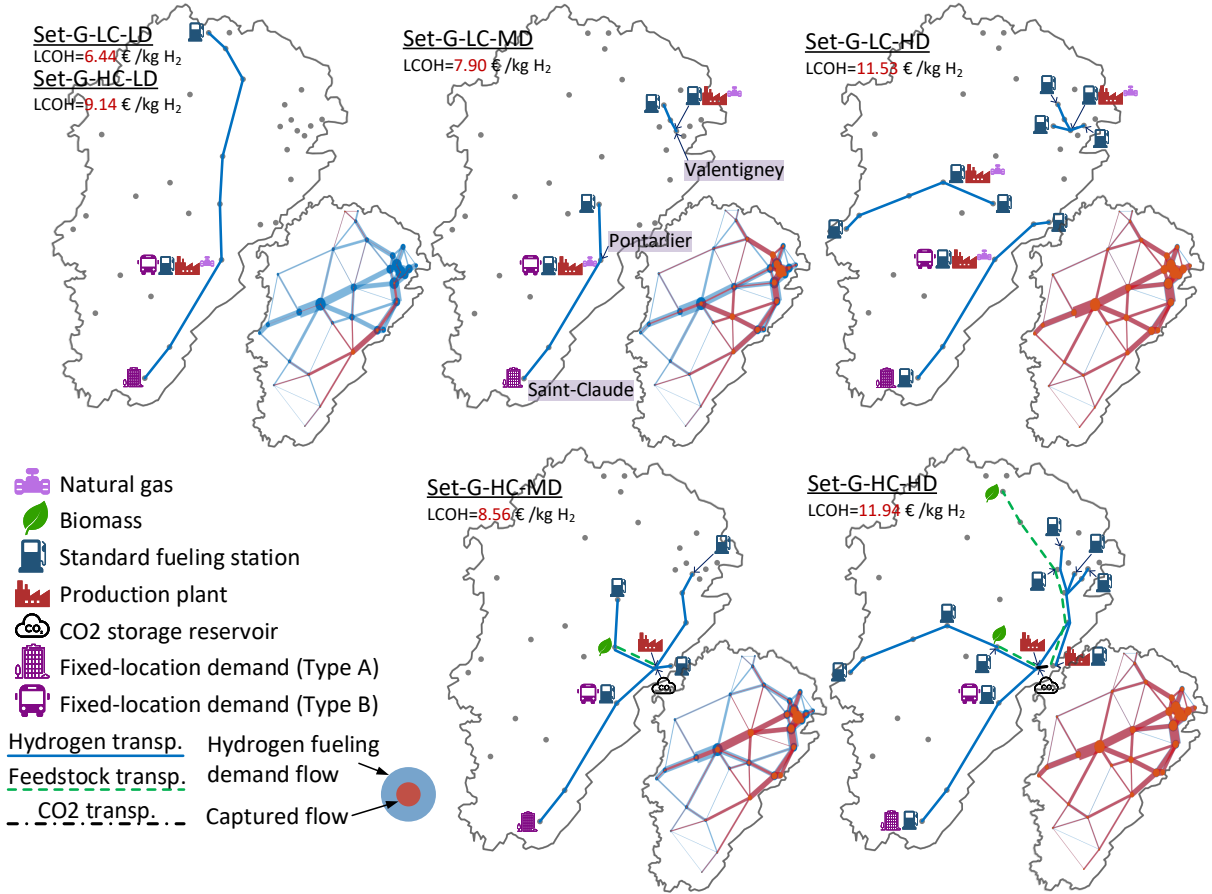 Set-G-LC-LD
LCOH=6.44 € /kg H₂
Set-G-HC-LD
LCOH=9.14 € /kg H₂
Set-G-LC-MD
LCOH=7.90 € /kg H₂
Valentigney
Pontarlier
Saint-Claude
Set-G-LC-HD
LCOH=11.53 € /kg H₂
Natural gas
Biomass
Standard fueling station
Production plant
CO2 storage reservoir
Fixed-location demand (Type A)
Fixed-location demand (Type B)
Hydrogen transp.
Feedstock transp.
CO2 transp.
Hydrogen fueling
demand flow
Captured flow
Set-G-HC-MD
LCOH=8.56 € /kg H₂
CO₂
Set-G-HC-HD
LCOH=11.94 € /kg H₂
CO₂